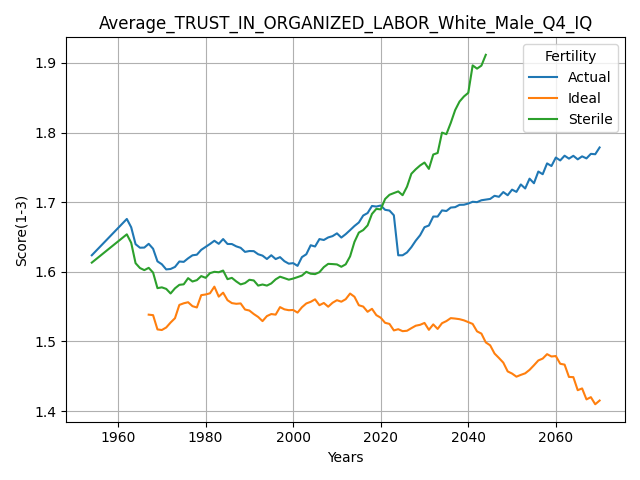 Average_TRUST_IN_ORGANIZED_LABOR_White_Male_Q4_IQ
Fertility
Actual
Ideal
Sterile
Score(1-3)
1.9
1.8
1.7
1.6
1.5
1.4
1960 1980 2000 2020 2040 2060
Years